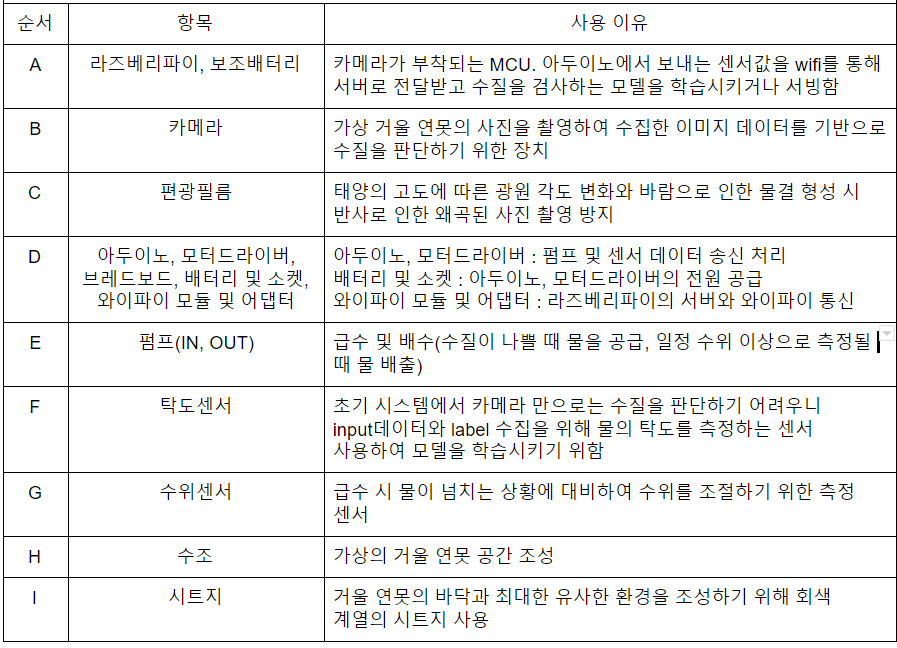 순서 항목 사용 이유
A 라즈베리파이, 보조배터리 카메라가 부착되는 MCU. 아두이노에서 보내는 센서값을 wifi를 통해
서버로 전달받고 수질을 검사하는 모델을 학습시키거나 서빙함
B 카메라 가상 거울 연못의 사진을 촬영하여 수집한 이미지 데이터를 기반으로
수질을 판단하기 위한 장치
C 편광필름 태양의 고도에 따른 광원 각도 변화와 바람으로 인한 물결 형성 시
반사로 인한 왜곡된 사진 촬영 방지
D 아두이노, 모터드라이버, 아두이노, 모터드라이버 : 펌프 및 센서 데이터 송신 처리
브레드보드, 배터리 및 소켓, 배터리 및 소켓 : 아두이노, 모터드라이버의 전원 공급
와이파이 모듈 및 어댑터 와이파이 모듈 및 어댑터 : 라즈베리파이의 서버와 와이파이 통신
E 펌프(IN, OUT) 급수 및 배수(수질이 나쁠 때 물을 공급, 일정 수위 이상으로 측정될
때 물 배출)
F 탁도센서 초기 시스템에서 카메라 만으로는 수질을 판단하기 어려우니
input데이터와 label 수집을 위해 물의 탁도를 측정하는 센서
사용하여 모델을 학습시키기 위함
G 수위센서 급수 시 물이 넘치는 상황에 대비하여 수위를 조절하기 위한 측정
센서
H 수조 가상의 거울 연못 공간 조성
I 시트지 거울 연못의 바닥과 최대한 유사한 환경을 조성하기 위해 회색
계열의 시트지 사용